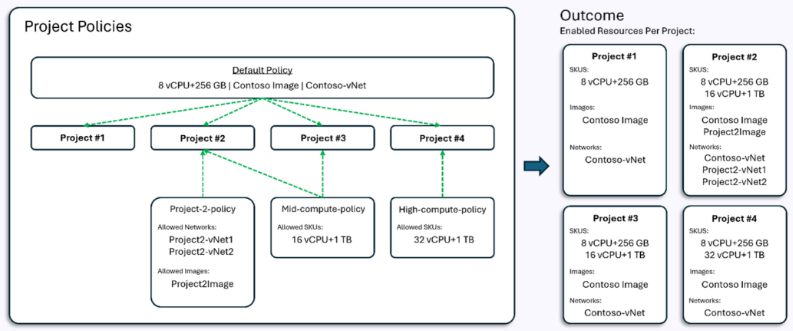 Project Policies
Default Policy
8 vCPU+256 GB | Contoso Image | Contoso-vNet
Project #1
Project #2
Project #3
Project #4
Project-2-policy
Allowed Networks:
Project2-vNet1
Project2-vNet2
Allowed Images:
Project2Image
Mid-compute-policy
Allowed SKUs:
16 vCPU+1 TB
High-compute-policy
Allowed SKUs:
32 vCPU+1 TB
Outcome
Enabled Resources Per Project:
Project #1
SKUS:
8 vCPU+256 GB
Images:
Contoso Image
Networks:
Contoso-vNet
Project #2
SKUS:
8 vCPU+256 GB
16 vCPU+1 TB
Images:
Contoso Image
Project2Image
Networks:
Contoso-vNet
Project2-vNet1
Project2-vNet2
Project #3
SKUS:
8 vCPU+256 GB
16 vCPU+1 TB
Images:
Contoso Image
Networks:
Contoso-vNet
Project #4
SKUS:
8 vCPU+256 GB
32 vCPU+1 TB
Images:
Contoso Image
Networks:
Contoso-vNet